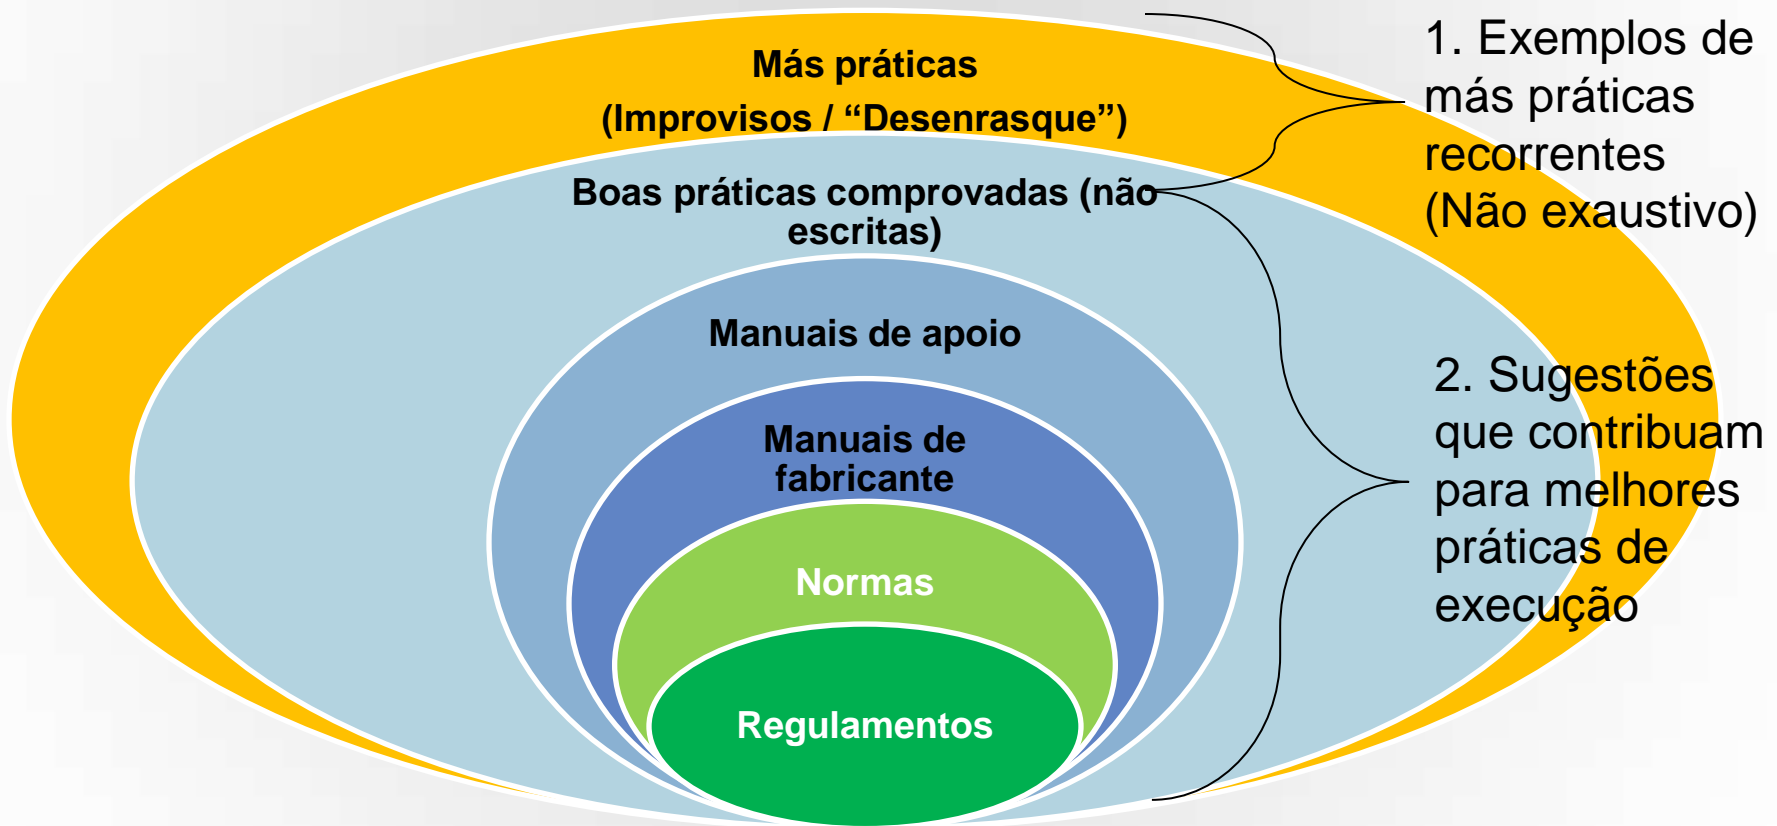 Más práticas
(Improvisos / “Desenrasque”)
Boas práticas comprovadas (não
escritas)
Manuais de apoio
Manuais de
fabricante
Normas
Regulamentos
1. Exemplos de
más práticas
recorrentes
(Não exaustivo)
2. Sugestões
que contribuam
para melhores
práticas de
execução